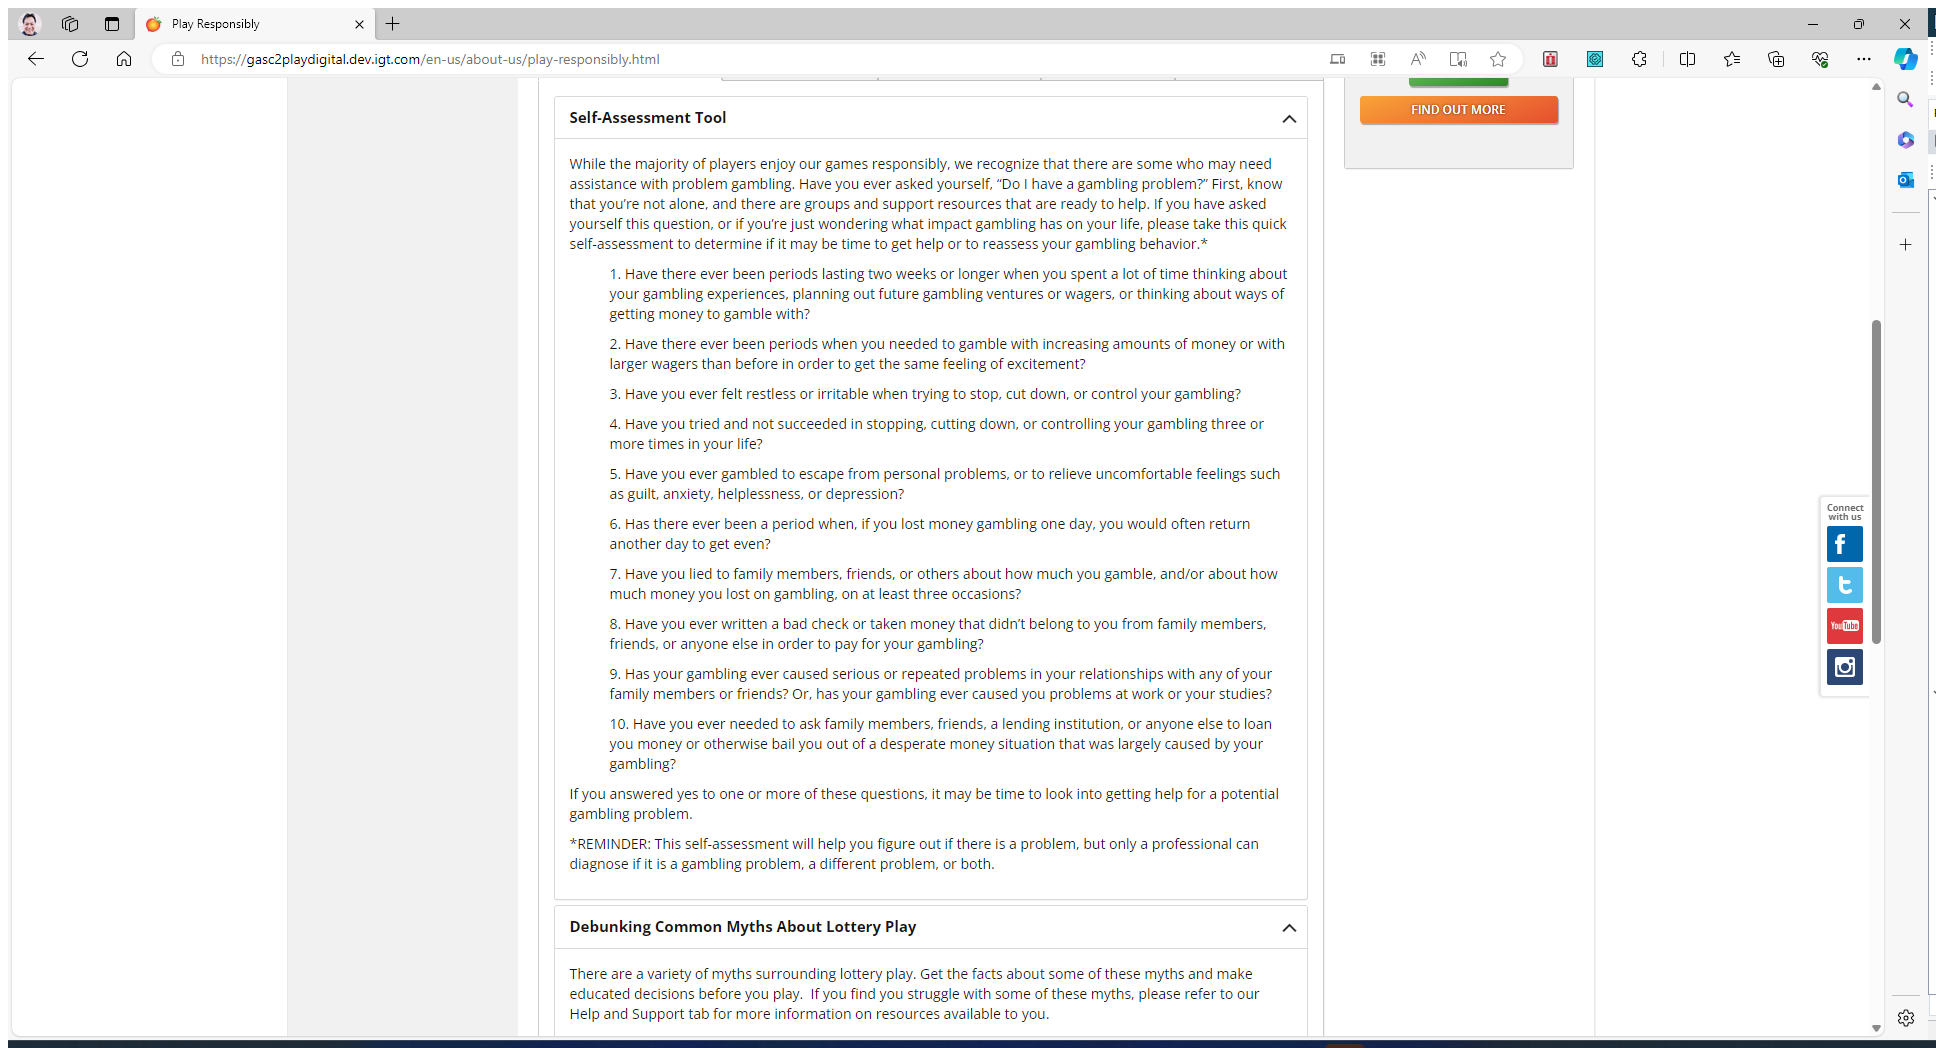 Play Responsibly
https://gasc2playdigital.dev.igt.com/en-us/about-us/play-responsibly.html
Self-Assessment Tool
FIND OUT MORE
While the majority of players enjoy our games responsibly, we recognize that there are some who may need
assistance with problem gambling. Have you ever asked yourself, “Do I have a gambling problem?” First, know
that you’re not alone, and there are groups and support resources that are ready to help. If you have asked
yourself this question, or if you’re just wondering what impact gambling has on your life, please take this quick
self-assessment to determine if it may be time to get help or to reassess your gambling behavior.*
1. Have there ever been periods lasting two weeks or longer when you spent a lot of time thinking about
your gambling experiences, planning out future gambling ventures or wagers, or thinking about ways of
getting money to gamble with?
2. Have there ever been periods when you needed to gamble with increasing amounts of money or with
larger wagers than before in order to get the same feeling of excitement?
3. Have you ever felt restless or irritable when trying to stop, cut down, or control your gambling?
4. Have you tried and not succeeded in stopping, cutting down, or controlling your gambling three or
more times in your life?
5. Have you ever gambled to escape from personal problems, or to relieve uncomfortable feelings such
as guilt, anxiety, helplessness, or depression?
6. Has there ever been a period when, if you lost money gambling one day, you would often return
another day to get even?
7. Have you lied to family members, friends, or others about how much you gamble, and/or about how
much money you lost on gambling, on at least three occasions?
8. Have you ever written a bad check or taken money that didn’t belong to you from family members,
friends, or anyone else in order to pay for your gambling?
9. Has your gambling ever caused serious or repeated problems in your relationships with any of your
family members or friends? Or, has your gambling ever caused you problems at work or your studies?
10. Have you ever needed to ask family members, friends, a lending institution, or anyone else to loan
you money or otherwise bail you out of a desperate money situation that was largely caused by your
gambling?
If you answered yes to one or more of these questions, it may be time to look into getting help for a potential
gambling problem.
*REMINDER: This self-assessment will help you figure out if there is a problem, but only a professional can
diagnose if it is a gambling problem, a different problem, or both.
Debunking Common Myths About Lottery Play
There are a variety of myths surrounding lottery play. Get the facts about some of these myths and make
educated decisions before you play.  If you find you struggle with some of these myths, please refer to our
Help and Support tab for more information on resources available to you.
Connect
with us
YouTube